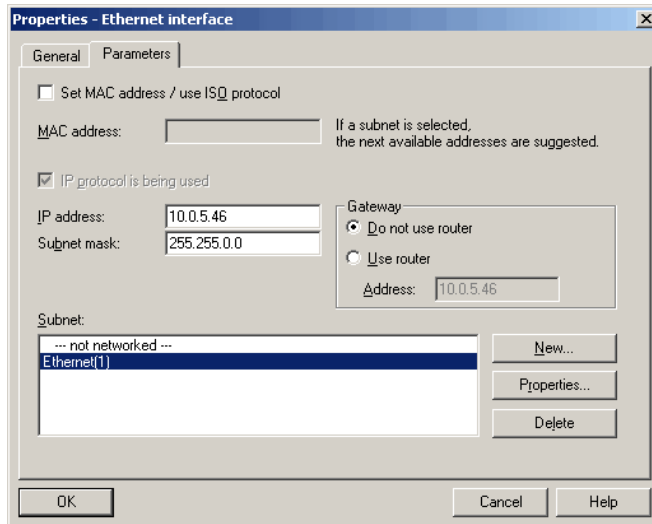 Properties - Ethernet interface
General
Parameters
Set MAC address / use ISO protocol
MAC address:
If a subnet is selected,
the next available addresses are suggested.
IP protocol is being used
IP address:
10.0.5.46
Subnet mask:
255.255.0.0
Gateway
Do not use router
Use router
Address:
10.0.5.46
Subnet:
--- not networked ---
Ethernet(1)
New...
Properties...
Delete
OK
Cancel
Help